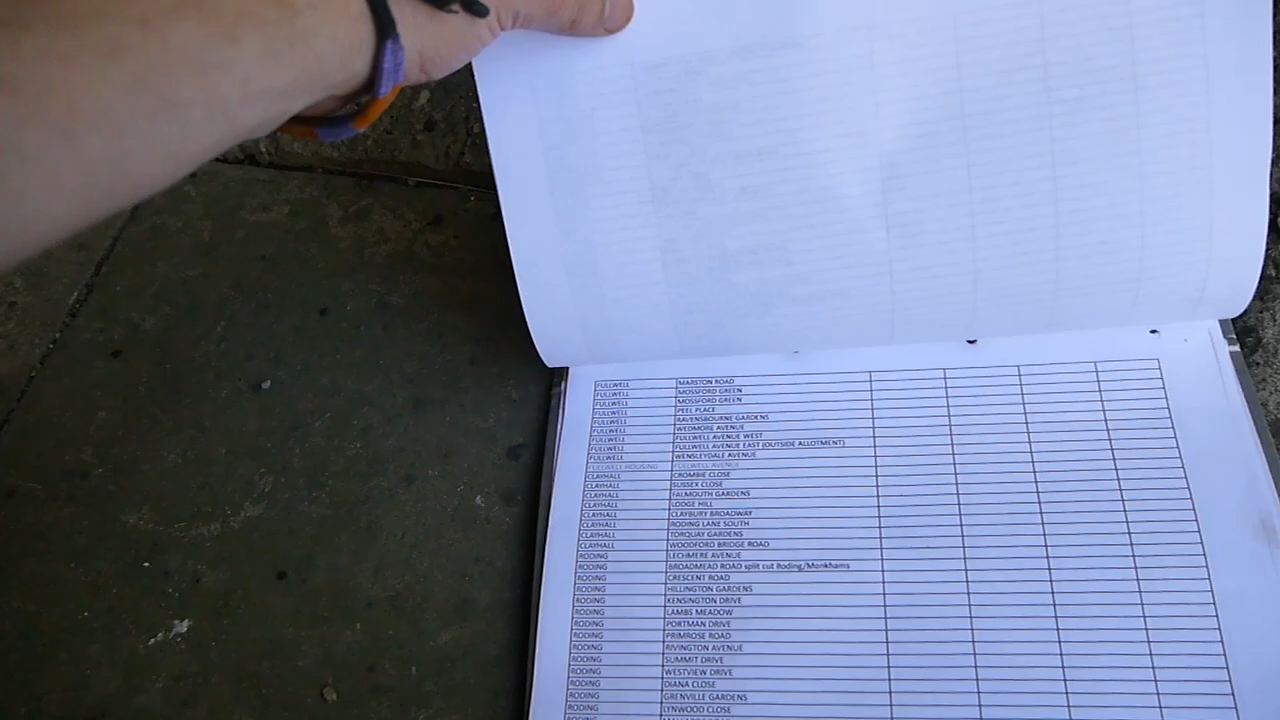 FULLWELL MARSTON ROAD
FULLWELL MOSSFORD GREEN
FULLWELL MOSSFORD GREEN
FULLWELL PEEL PLACE
FULLWELL RAVENSBOURNE GARDENS
FULLWELL WEDMORE AVENUE
FULLWELL FULLWELL AVENUE WEST
FULLWELL FULLWELL AVENUE EAST (OUTSIDE ALLOTMENT)
FULLWELL WENSLEYDALE AVENUE
FULLWELL HOUSING FULLWELL AVENUE
CLAYHALL CROMBIE CLOSE
CLAYHALL SUSSEX CLOSE
CLAYHALL FALMOUTH GARDENS
CLAYHALL LODGE HILL
CLAYHALL CLAYBURY BROADWAY
CLAYHALL RODING LANE SOUTH
CLAYHALL TORQUAY GARDENS
CLAYHALL WOODFORD BRIDGE ROAD
RODING LECHMERE AVENUE
RODING BROADMEAD ROAD split cut Roding/Monkhams
RODING CRESCENT ROAD
RODING HILLINGTON GARDENS
RODING KENSINGTON DRIVE
RODING LAMBS MEADOW
RODING PORTMAN DRIVE
RODING PRIMROSE ROAD
RODING RIVINGTON AVENUE
RODING SUMMIT DRIVE
RODING WESTVIEW DRIVE
RODING DIANA CLOSE
RODING GRENVILLE GARDENS
RODING LYNWOOD CLOSE
RODING